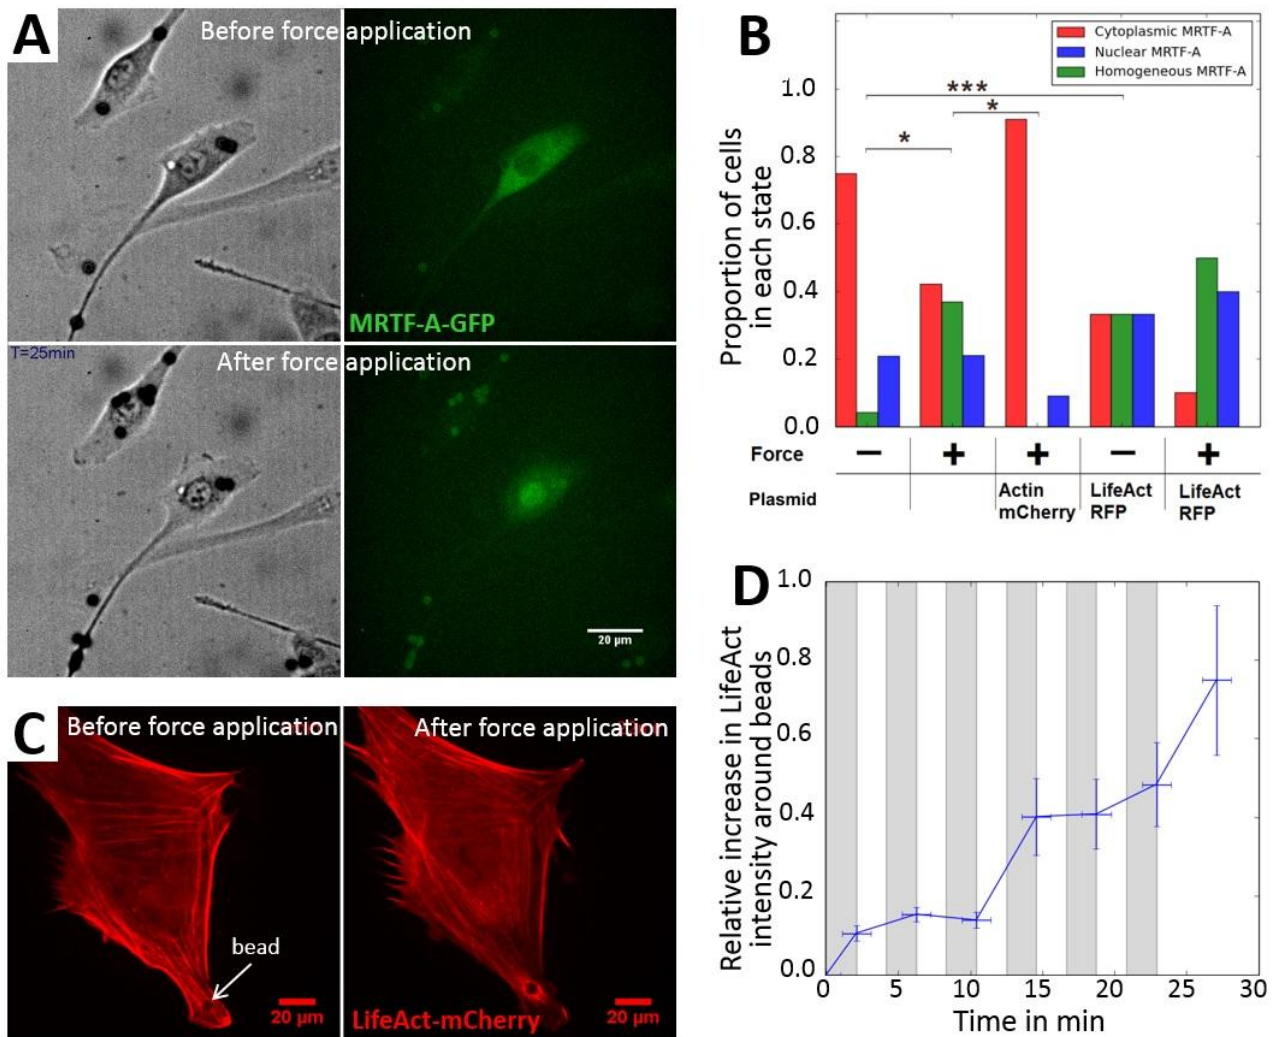 A
Before force application
MRTF-A-GFP
T=25min
After force application
20 µm
B
Cytoplasmic MRTF-A
Nuclear MRTF-A
Homogeneous MRTF-A
Proportion of cells
in each state
1.0
0.8
0.6
0.4
0.2
0.0
***
*
*
Force
− + + − +
Plasmid
Actin
mCherry
LifeAct
RFP
LifeAct
RFP
C
Before force application
After force application
bead
20 µm
LifeAct-mCherry
20 µm
D
Relative increase in LifeAct
intensity around beads
1.0
0.8
0.6
0.4
0.2
0.0
0 5 10 15 20 25 30
Time in min